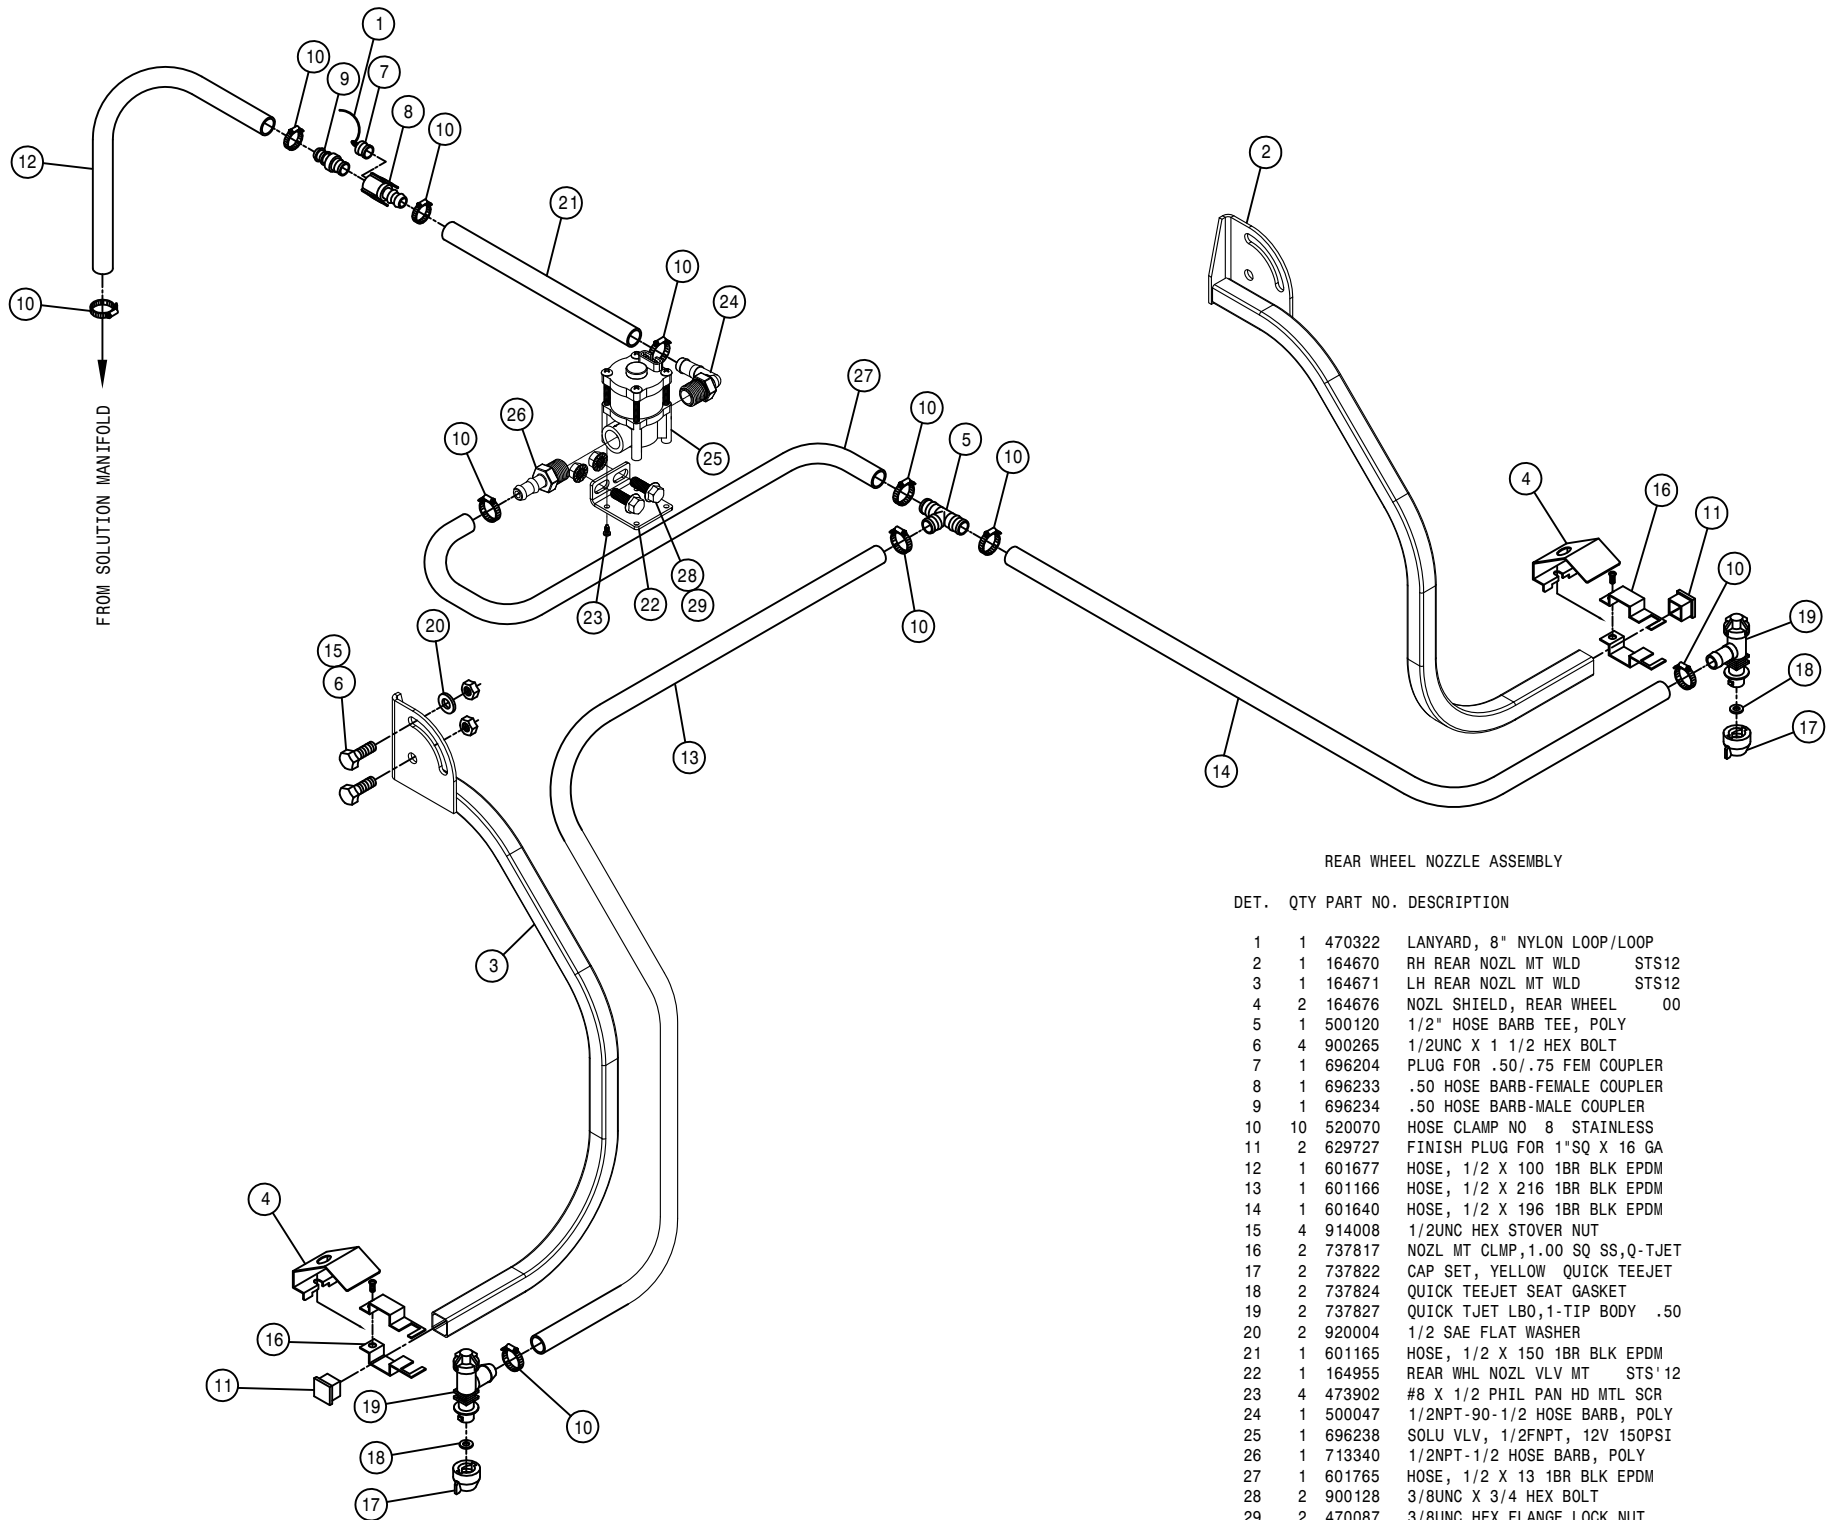 1
10
9
7
8
10
12
2
21
10
10
24
FROM SOLUTION MANIFOLD
27
26
10
10
5
25
10
4
16
11
10
28
22
23
29
10
19
20
15
6
18
17
13
14
3
REAR WHEEL NOZZLE ASSEMBLY
DET. QTY PART NO. DESCRIPTION
1 1 470322 LANYARD, 8" NYLON LOOP/LOOP
2 1 164670 RH REAR NOZL MT WLD STS12
3 1 164671 LH REAR NOZL MT WLD STS12
4 2 164676 NOZL SHIELD, REAR WHEEL 00
5 1 500120 1/2" HOSE BARB TEE, POLY
6 4 900265 1/2UNC X 1 1/2 HEX BOLT
7 1 696204 PLUG FOR .50/.75 FEM COUPLER
8 1 696233 .50 HOSE BARB-FEMALE COUPLER
9 1 696234 .50 HOSE BARB-MALE COUPLER
10 10 520070 HOSE CLAMP NO 8 STAINLESS
11 2 629727 FINISH PLUG FOR 1"SQ X 16 GA
12 1 601677 HOSE, 1/2 X 100 1BR BLK EPDM
13 1 601166 HOSE, 1/2 X 216 1BR BLK EPDM
14 1 601640 HOSE, 1/2 X 196 1BR BLK EPDM
15 4 914008 1/2UNC HEX STOVER NUT
16 2 737817 NOZL MT CLMP,1.00 SQ SS,Q-TJET
17 2 737822 CAP SET, YELLOW QUICK TEEJET
18 2 737824 QUICK TEEJET SEAT GASKET
19 2 737827 QUICK TJET LBO,1-TIP BODY .50
20 2 920004 1/2 SAE FLAT WASHER
21 1 601165 HOSE, 1/2 X 150 1BR BLK EPDM
22 1 164955 REAR WHL NOZL VLV MT STS'12
23 4 473902 #8 X 1/2 PHIL PAN HD MTL SCR
24 1 500047 1/2NPT-90-1/2 HOSE BARB, POLY
25 1 696238 SOLU VLV, 1/2FNPT, 12V 150PSI
26 1 713340 1/2NPT-1/2 HOSE BARB, POLY
27 1 601765 HOSE, 1/2 X 13 1BR BLK EPDM
28 2 900128 3/8UNC X 3/4 HEX BOLT
29 2 470087 3/8UNC HEX FLANGE LOCK NUT
4
16
11
19
10
18
17